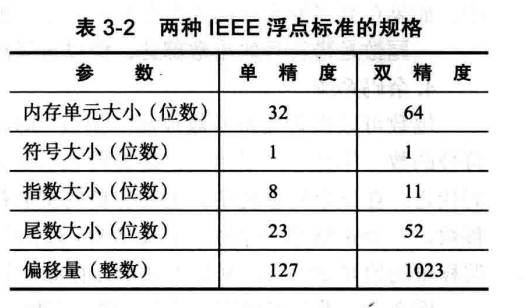 表 3-2 两种 IEEE 浮点标准的规格
参 数 单 精 度 双 精 度
内存单元大小（位数） 32 64
符号大小（位数） 1 1
指数大小（位数） 8 11
尾数大小（位数） 23 52
偏移量（整数） 127 1023